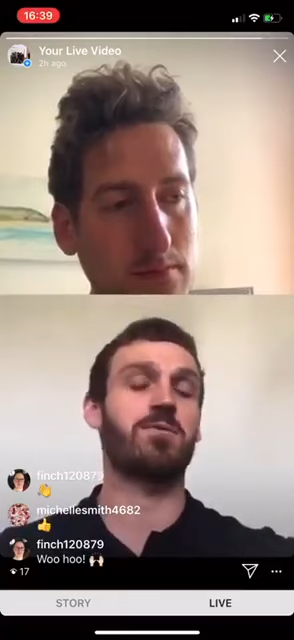 16:39
Your Live Video
2h ago
finch120879
👏
michellesmith4682
👍
finch120879
Woo hoo! 🙌🏻
17
STORY
LIVE